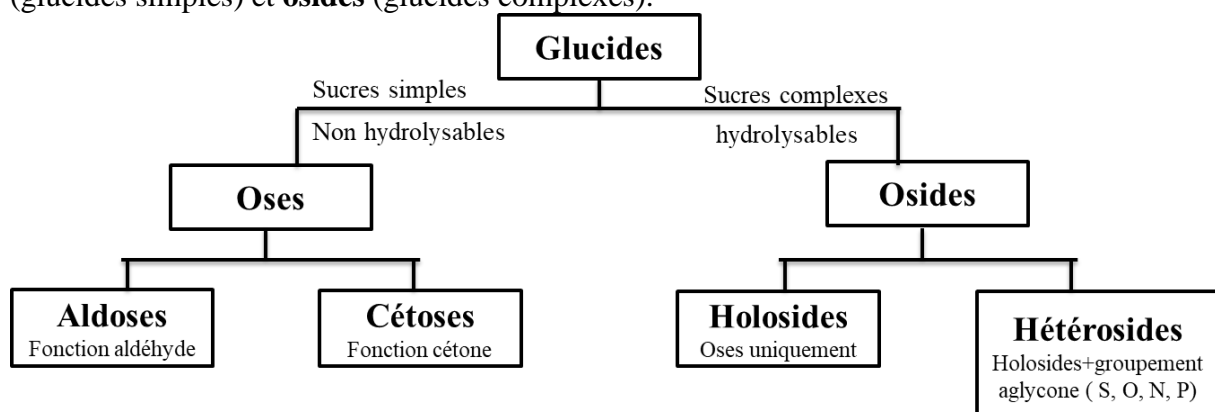 (glucides simples) et osides (glucides complexes).
Glucides
Sucres simples
Sucres complexes
Non hydrolysables
hydrolysables
Oses
Osides
Aldoses
Fonction aldéhyde
Cétoses
Fonction cétone
Holosides
Oses uniquement
Hétérosides
Holosides+groupement
aglycone ( S, O, N, P)